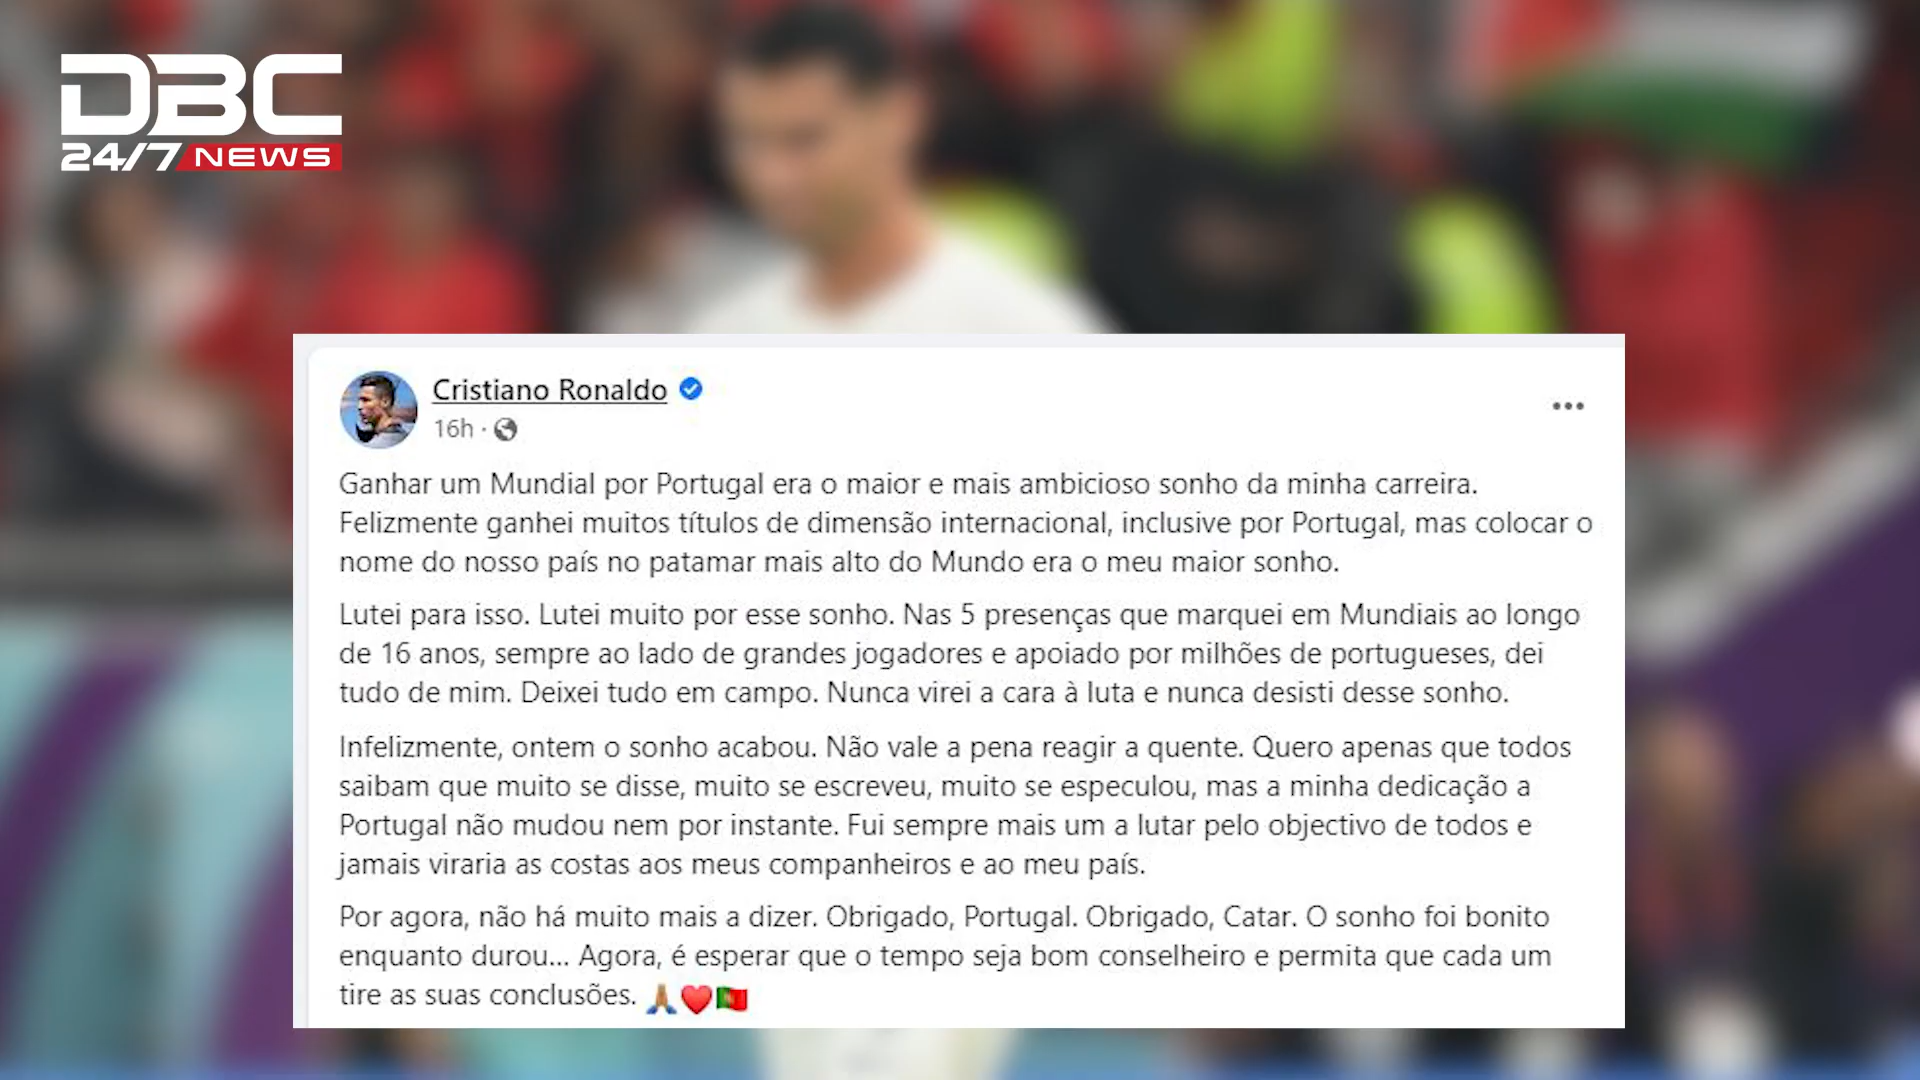 DBC
24/7 NEWS
Cristiano Ronaldo
16h ·
Ganhar um Mundial por Portugal era o maior e mais ambicioso sonho da minha carreira.
Felizmente ganhei muitos títulos de dimensão internacional, inclusive por Portugal, mas colocar o
nome do nosso país no patamar mais alto do Mundo era o meu maior sonho.
Lutei para isso. Lutei muito por esse sonho. Nas 5 presenças que marquei em Mundiais ao longo
de 16 anos, sempre ao lado de grandes jogadores e apoiado por milhões de portugueses, dei
tudo de mim. Deixei tudo em campo. Nunca virei a cara à luta e nunca desisti desse sonho.
Infelizmente, ontem o sonho acabou. Não vale a pena reagir a quente. Quero apenas que todos
saibam que muito se disse, muito se escreveu, muito se especulou, mas a minha dedicação a
Portugal não mudou nem por instante. Fui sempre mais um a lutar pelo objectivo de todos e
jamais viraria as costas aos meus companheiros e ao meu país.
Por agora, não há muito mais a dizer. Obrigado, Portugal. Obrigado, Catar. O sonho foi bonito
enquanto durou... Agora, é esperar que o tempo seja bom conselheiro e permita que cada um
tire as suas conclusões. 🙏🏽❤️🇵🇹